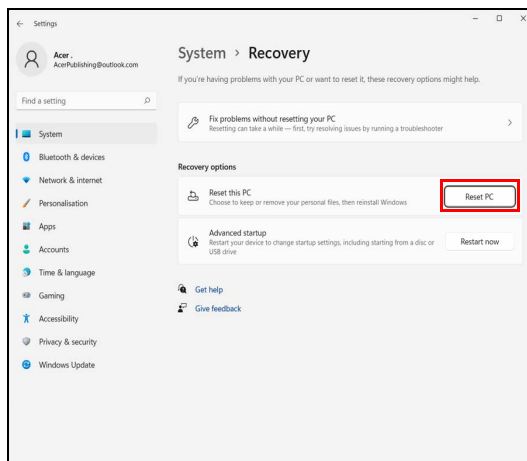 Settings
Acer .
AcerPublishing@outlook.com
Find a setting
System
Bluetooth & devices
Network & internet
Personalisation
Apps
Accounts
Time & language
Gaming
Accessibility
Privacy & security
Windows Update
System > Recovery
If you're having problems with your PC or want to reset it, these recovery options might help.
Fix problems without resetting your PC
Resetting can take a while — first, try resolving issues by running a troubleshooter
Recovery options
Reset this PC
Choose to keep or remove your personal files, then reinstall Windows
Reset PC
Advanced startup
Restart your device to change startup settings, including starting from a disc or
USB drive
Restart now
Get help
Give feedback